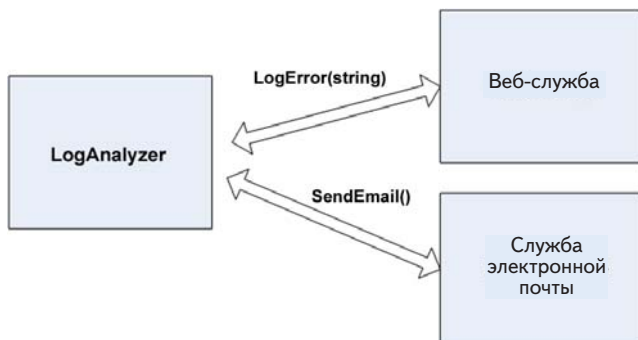 LogError(string)
Веб-служба
LogAnalyzer
SendEmail()
Служба
электронной
почты